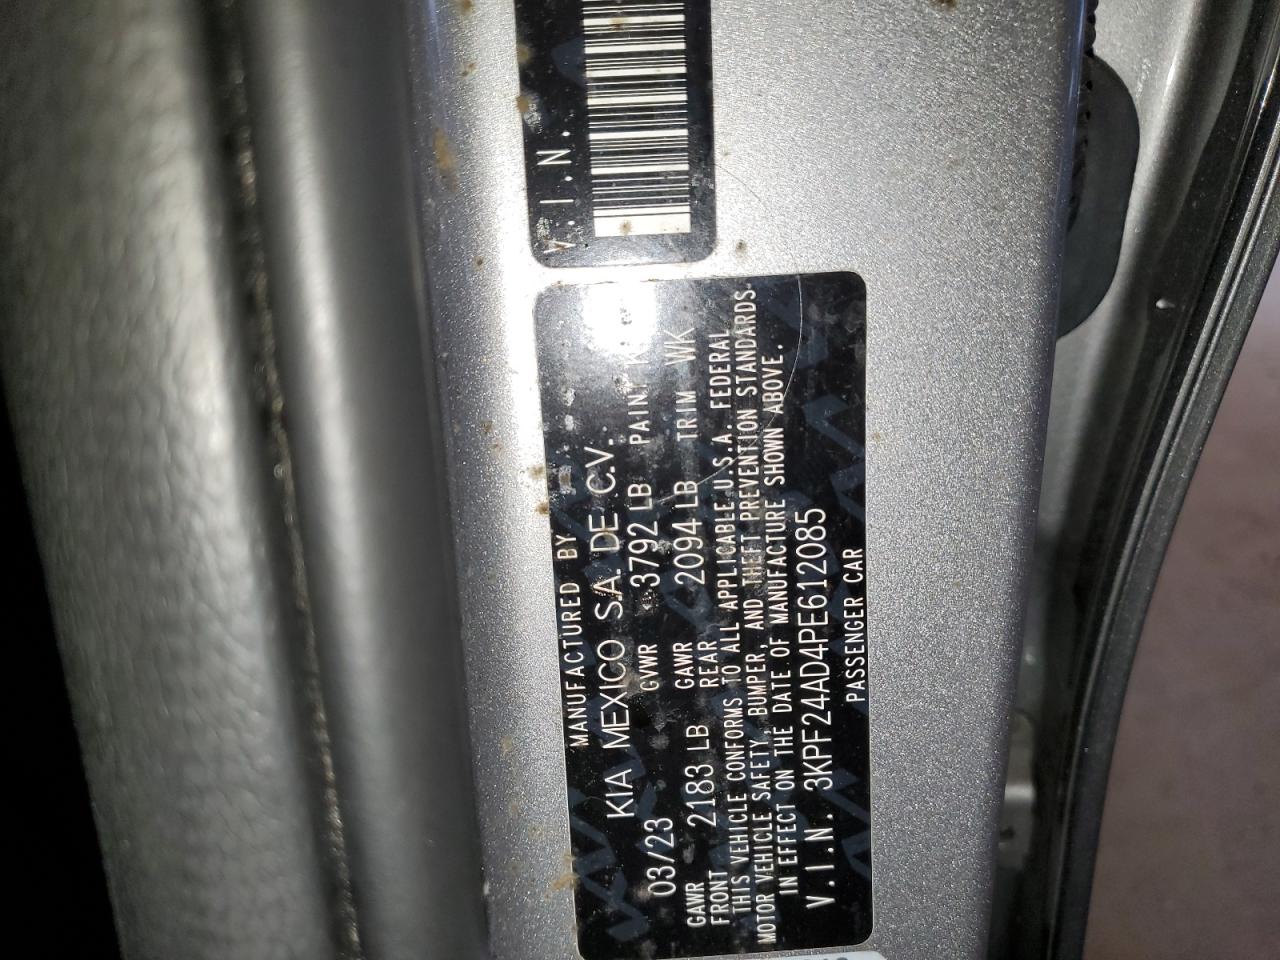 V.I.N.
MANUFACTURED BY
KIA MEXICO S.A. DE C.V.
03/23 GVWR 3792 LB PAINT
GAWR FRONT 2183 LB GAWR REAR 2094 LB TRIM WK
THIS VEHICLE CONFORMS TO ALL APPLICABLE U.S.A. FEDERAL
MOTOR VEHICLE SAFETY, BUMPER, AND THEFT PREVENTION STANDARDS
IN EFFECT ON THE DATE OF MANUFACTURE SHOWN ABOVE.
V.I.N. 3KPF24AD4PE612085
PASSENGER CAR